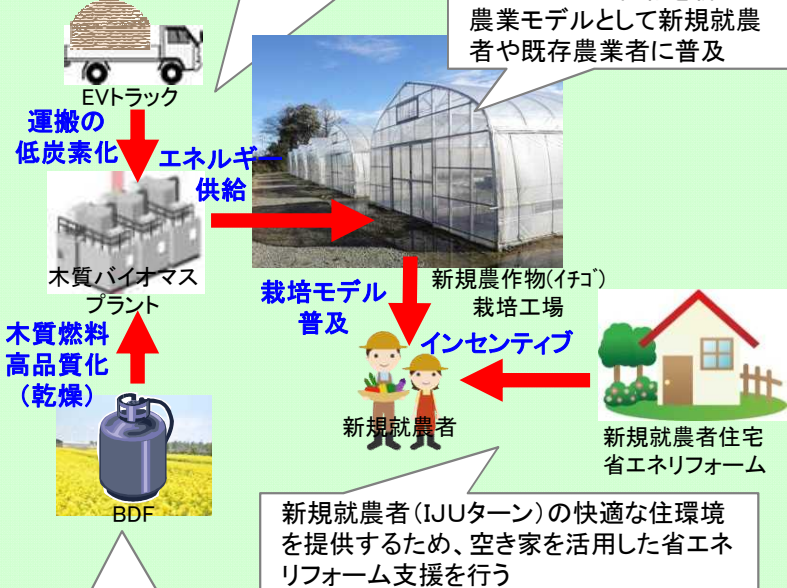 農業モデルとして新規就農
者や既存農業者に普及
EVトラック
運搬の
低炭素化
エネルギー
供給
木質バイオマス
プラント
栽培モデル
普及
新規農作物(イチゴ)
栽培工場
木質燃料
高品質化
(乾燥)
インセンティブ
新規就農者
新規就農者住宅
省エネリフォーム
BDF
新規就農者(IJUターン)の快適な住環境
を提供するため、空き家を活用した省エネ
リフォーム支援を行う